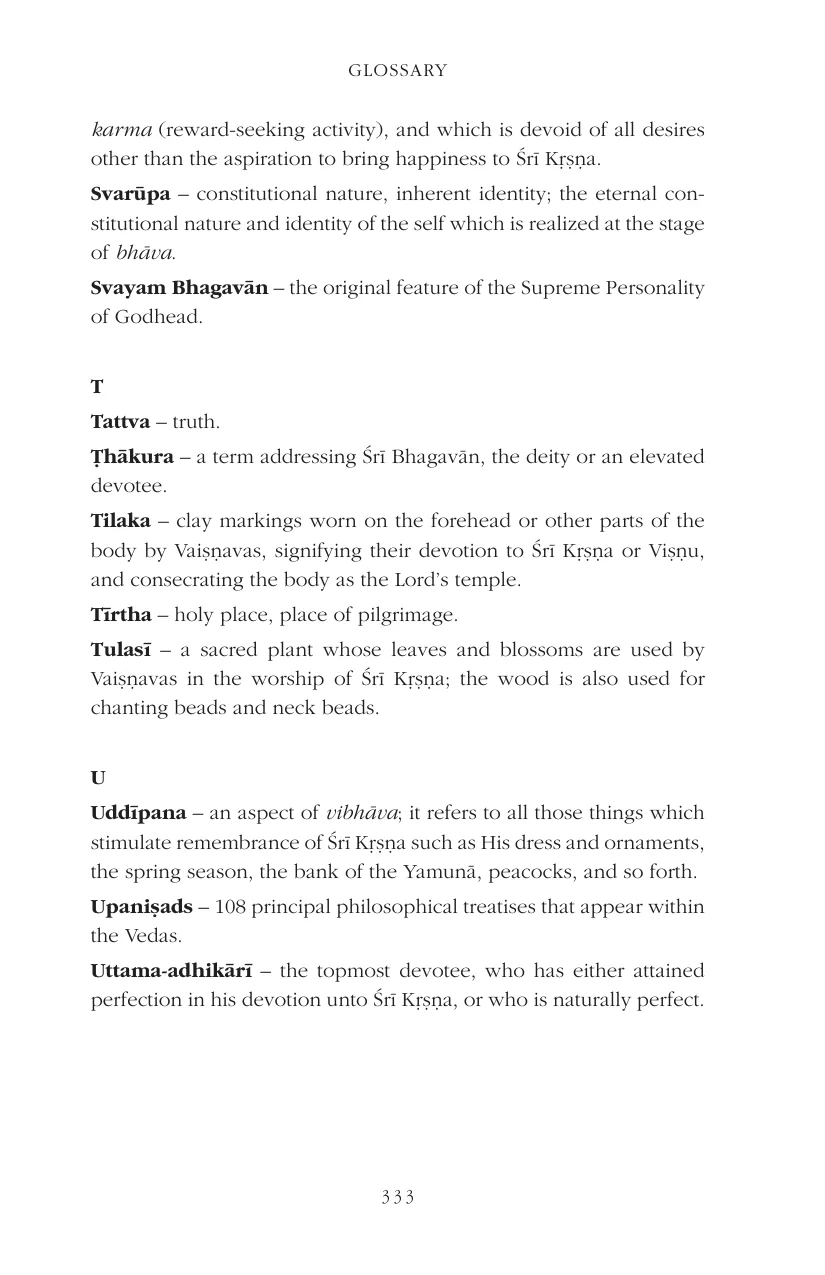 GLOSSARY
karma (reward-seeking activity), and which is devoid of all desires
other than the aspiration to bring happiness to Śrī Kṛṣṇa.
Svarūpa – constitutional nature, inherent identity; the eternal con-
stitutional nature and identity of the self which is realized at the stage
of bhāva.
Svayam Bhagavān – the original feature of the Supreme Personality
of Godhead.
T
Tattva – truth.
Ṭhākura – a term addressing Śrī Bhagavān, the deity or an elevated
devotee.
Tilaka – clay markings worn on the forehead or other parts of the
body by Vaiṣṇavas, signifying their devotion to Śrī Kṛṣṇa or Viṣṇu,
and consecrating the body as the Lord’s temple.
Tīrtha – holy place, place of pilgrimage.
Tulasī – a sacred plant whose leaves and blossoms are used by
Vaiṣṇavas in the worship of Śrī Kṛṣṇa; the wood is also used for
chanting beads and neck beads.
U
Uddīpana – an aspect of vibhāva; it refers to all those things which
stimulate remembrance of Śrī Kṛṣṇa such as His dress and ornaments,
the spring season, the bank of the Yamunā, peacocks, and so forth.
Upaniṣads – 108 principal philosophical treatises that appear within
the Vedas.
Uttama-adhikārī – the topmost devotee, who has either attained
perfection in his devotion unto Śrī Kṛṣṇa, or who is naturally perfect.
333